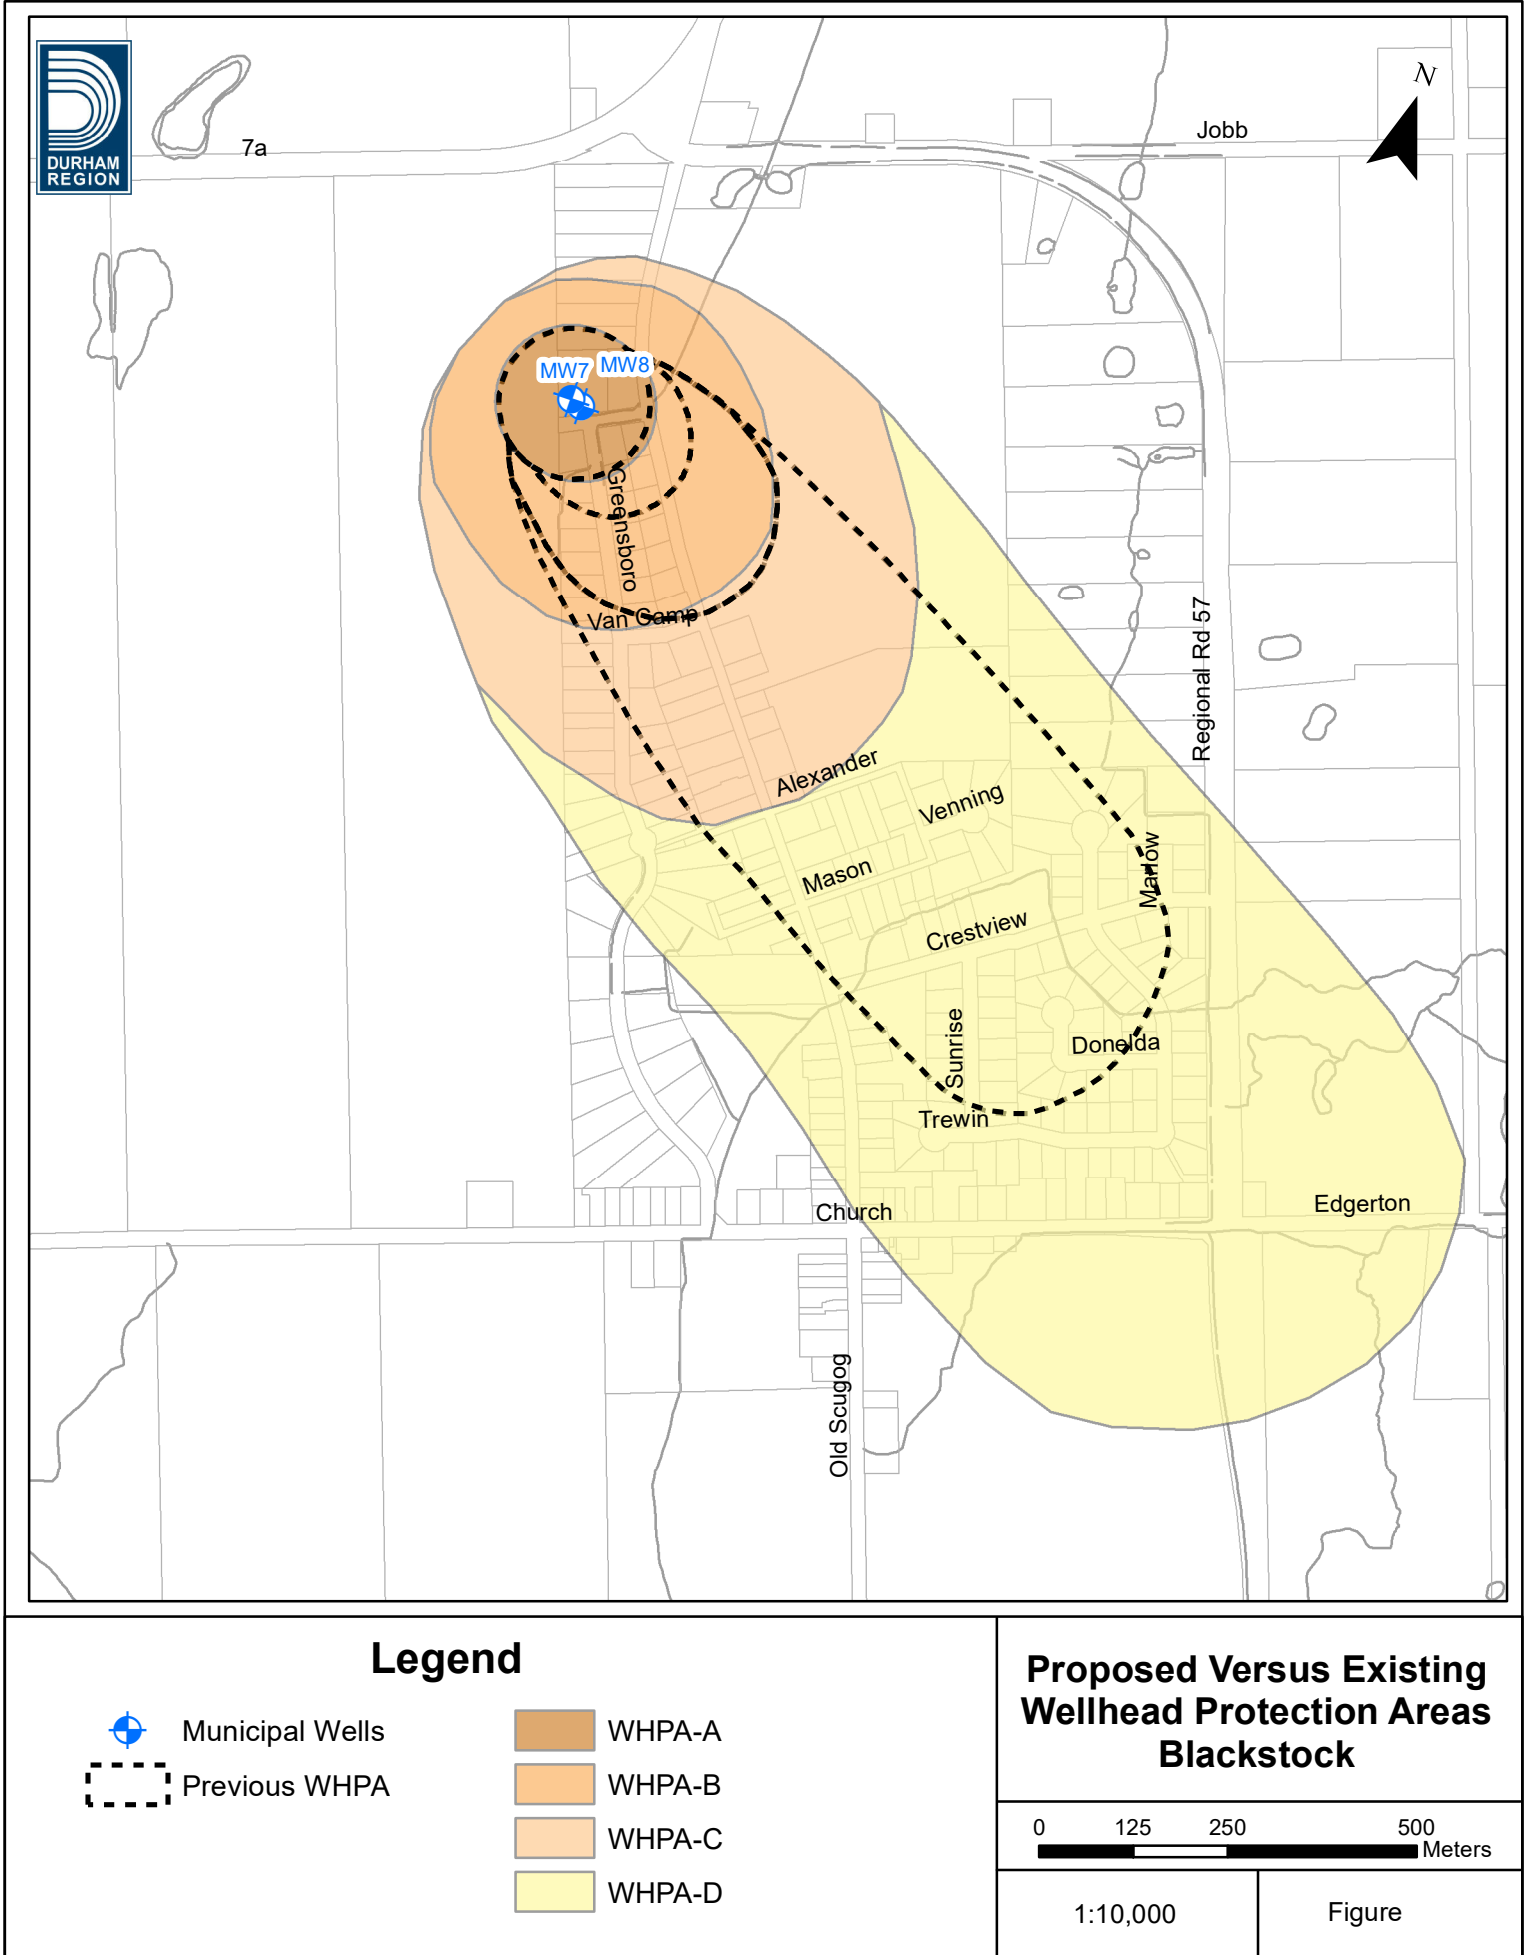 DURHAM
REGION
N
7a
Jobb
MW7
MW8
Greensboro
Van Camp
Regional Rd 57
Alexander
Venning
Mason
Marlow
Crestview
Sunrise
Donelda
Trewin
Church
Edgerton
Old Scugog
Legend
Municipal Wells
Previous WHPA
WHPA-A
WHPA-B
WHPA-C
WHPA-D
Proposed Versus Existing
Wellhead Protection Areas
Blackstock
0 125 250 500
Meters
1:10,000
Figure